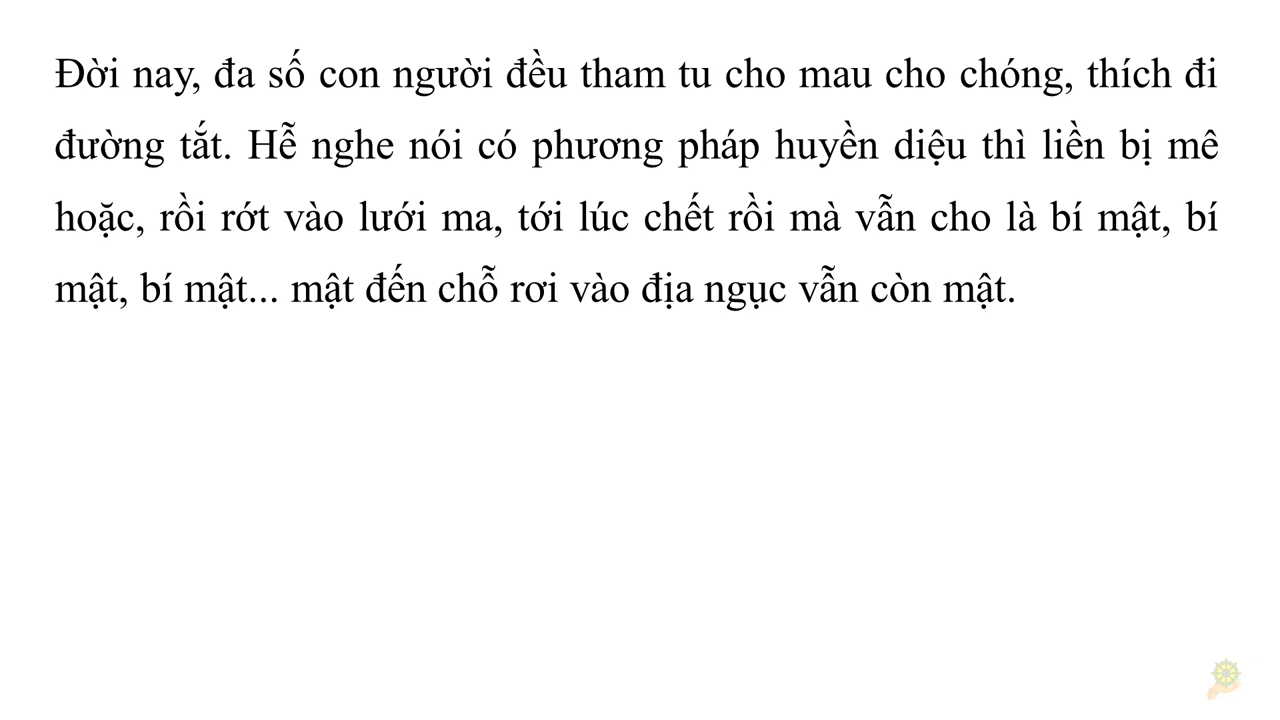 Đời nay, đa số con người đều tham tu cho mau cho chóng, thích đi
đường tắt. Hễ nghe nói có phương pháp huyền diệu thì liền bị mê
hoặc, rồi rớt vào lưới ma, tới lúc chết rồi mà vẫn cho là bí mật, bí
mật, bí mật... mật đến chỗ rơi vào địa ngục vẫn còn mật.